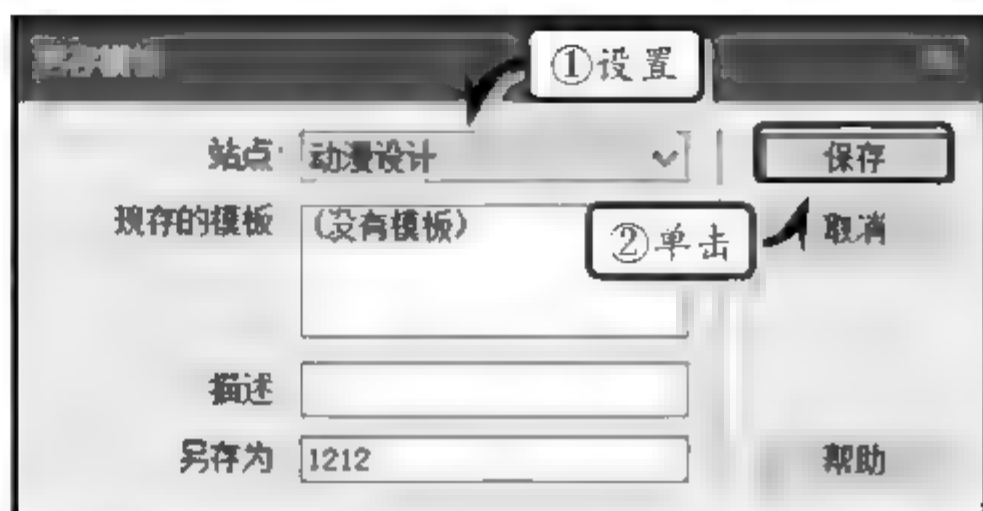 ①设置
站点: 动漫设计 保存
现存的模板 (没有模板) ②单击 取消
描述
另存为 1212 帮助